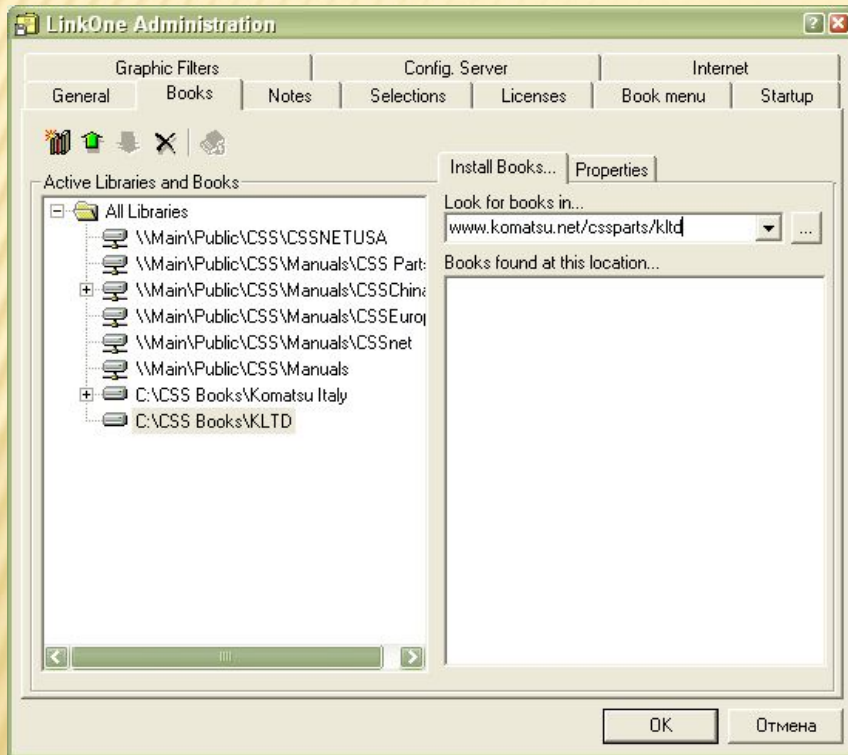 LinkOne Administration
Graphic Filters Config. Server Internet
General Books Notes Selections Licenses Book menu Startup
Install Books... Properties
Active Libraries and Books
Look for books in...
www.komatsu.net/cssparts/kltd
...
Books found at this location...
All Libraries
\\Main\Public\CSS\CSSNETUSA
\\Main\Public\CSS\Manuals\CSS Part
\\Main\Public\CSS\Manuals\CSSChina
\\Main\Public\CSS\Manuals\CSSEurop
\\Main\Public\CSS\Manuals\CSSnet
\\Main\Public\CSS\Manuals
C:\CSS Books\Komatsu Italy
C:\CSS Books\KLTD
OK Отмена